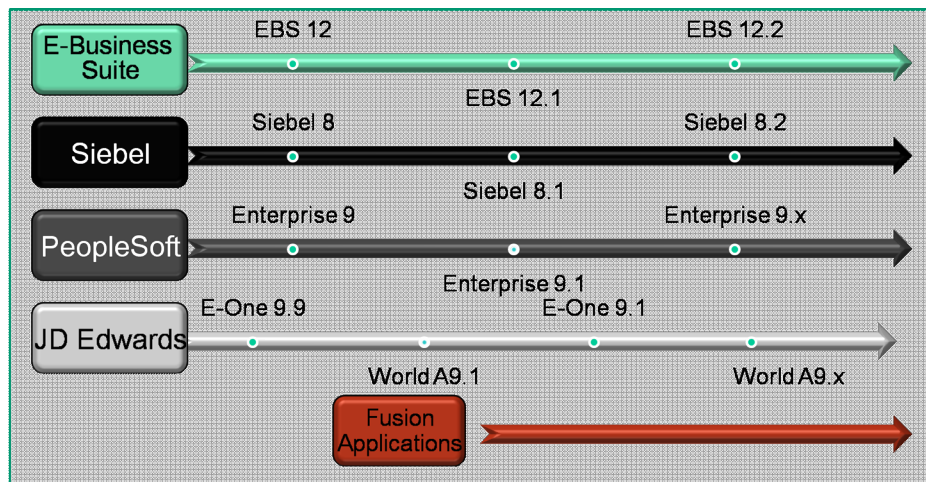 E-Business
Suite
EBS 12
EBS 12.1
EBS 12.2
Siebel
Siebel 8
Siebel 8.1
Siebel 8.2
PeopleSoft
Enterprise 9
Enterprise 9.1
Enterprise 9.x
JD Edwards
E-One 9.9
World A9.1
E-One 9.1
World A9.x
Fusion
Applications